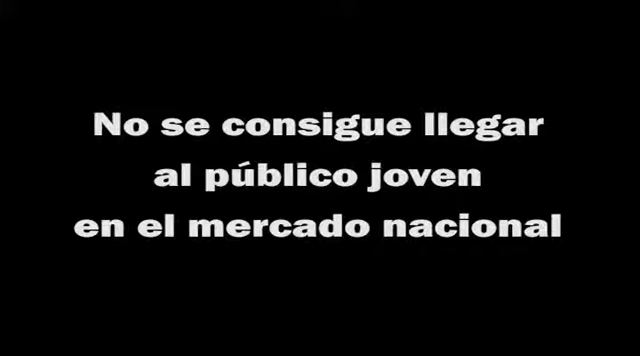 No se consigue llegar
al público joven
en el mercado nacional